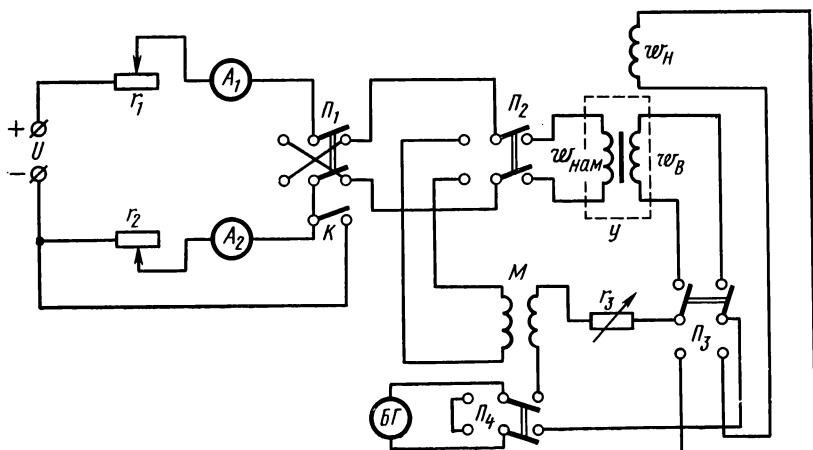 w_н
+
U
−
r₁
A₁
П₁
П₂
w_нам
w_в
У
r₂
A₂
К
М
r₃
П₃
БГ
П₄